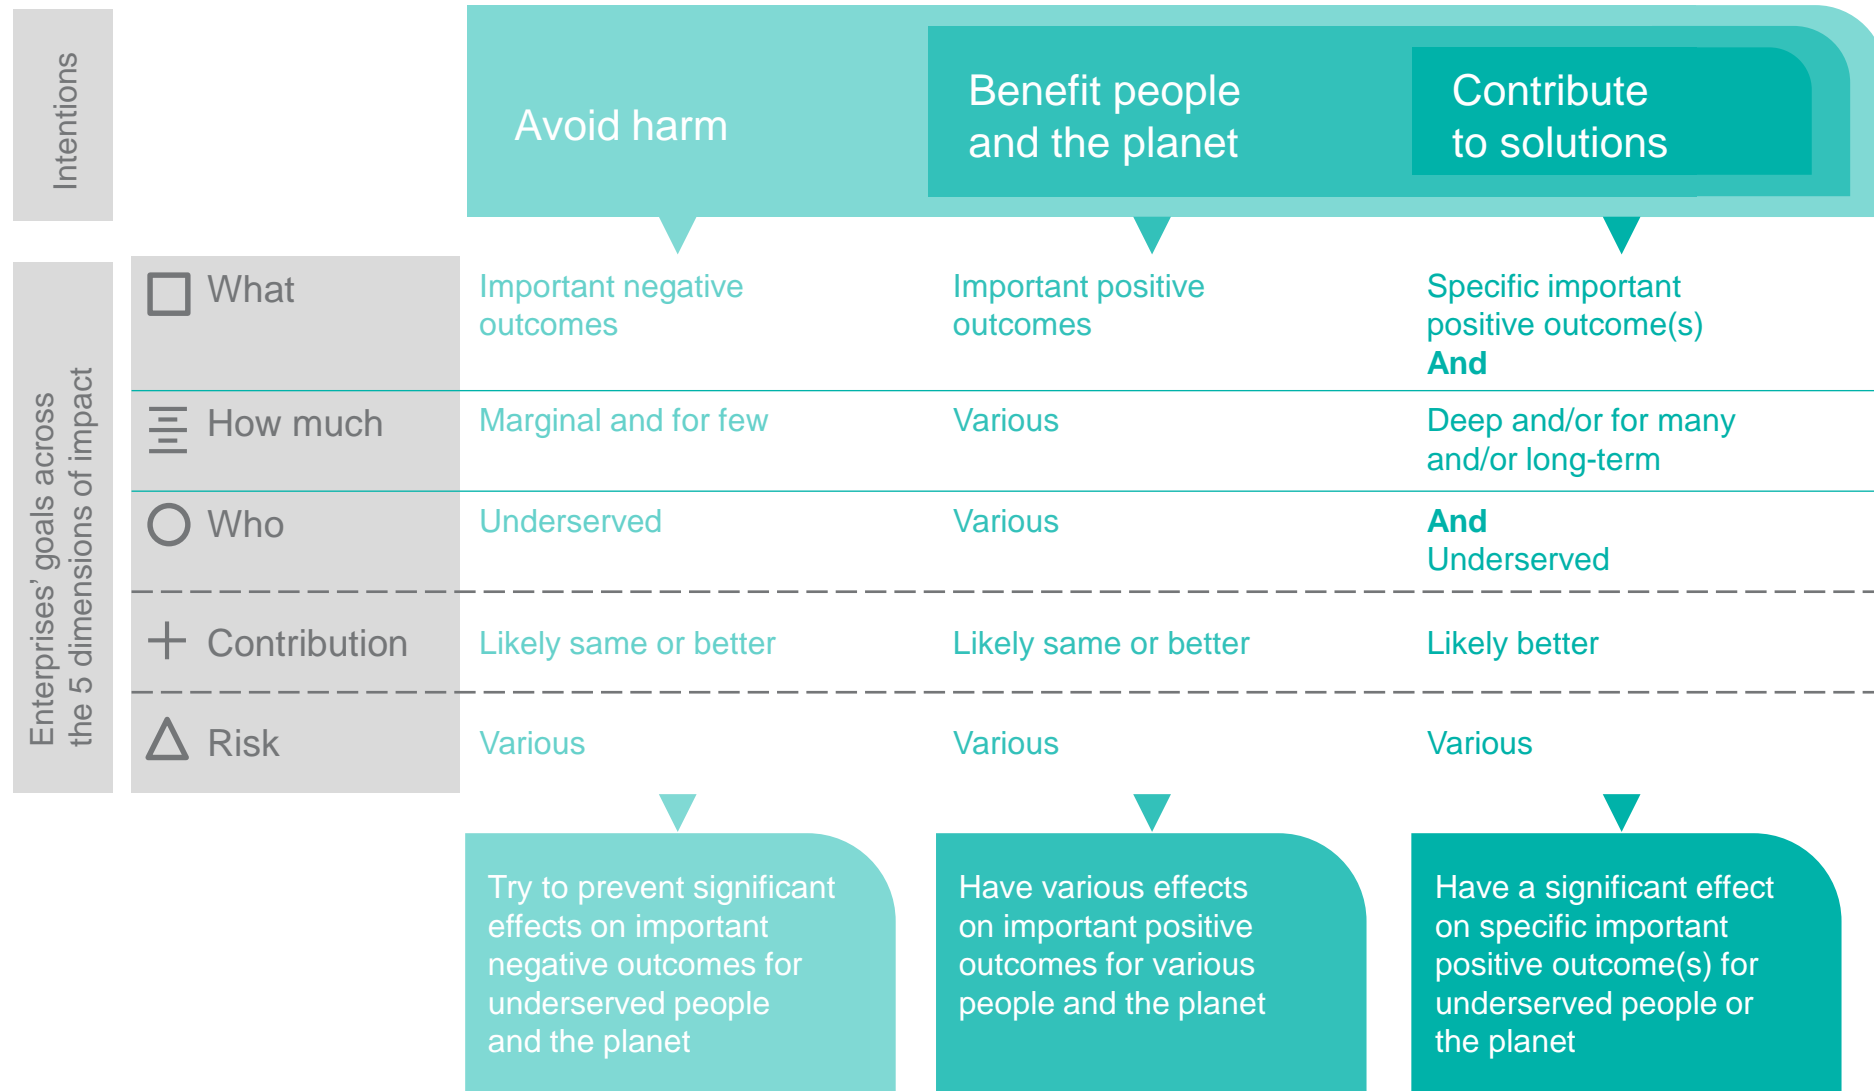 Intentions
Avoid harm
Benefit people
and the planet
Contribute
to solutions
Enterprises’ goals across
the 5 dimensions of impact
What
Important negative
outcomes
Important positive
outcomes
Specific important
positive outcome(s)
And
How much
Marginal and for few
Various
Deep and/or for many
and/or long-term
Who
Underserved
Various
And
Underserved
Contribution
Likely same or better
Likely same or better
Likely better
Risk
Various
Various
Various
Try to prevent significant
effects on important
negative outcomes for
underserved people
and the planet
Have various effects
on important positive
outcomes for various
people and the planet
Have a significant effect
on specific important
positive outcome(s) for
underserved people or
the planet